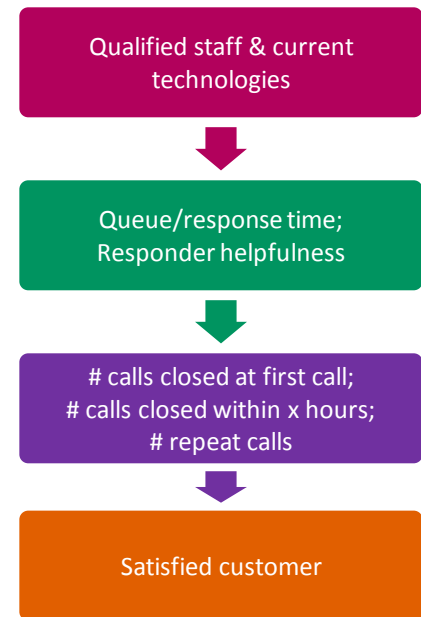 Qualified staff & current
technologies
Queue/response time;
Responder helpfulness
# calls closed at first call;
# calls closed within x hours;
# repeat calls
Satisfied customer